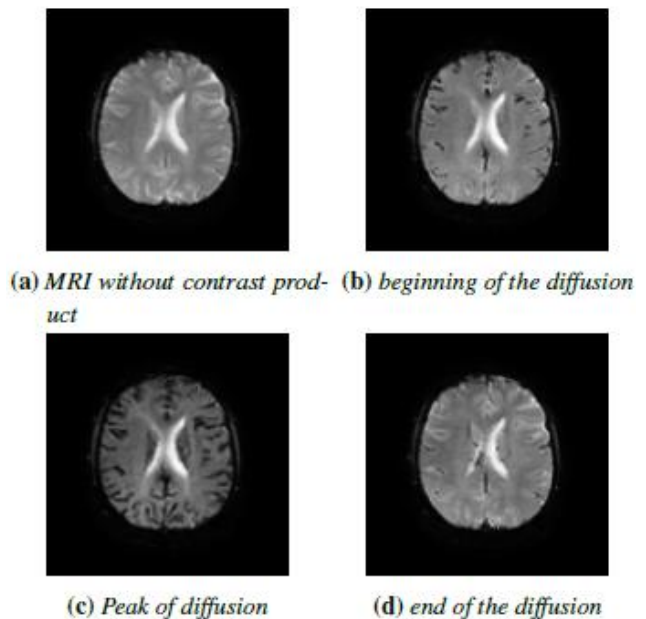 (a) MRI without contrast prod- (b) beginning of the diffusion
uct
(c) Peak of diffusion (d) end of the diffusion